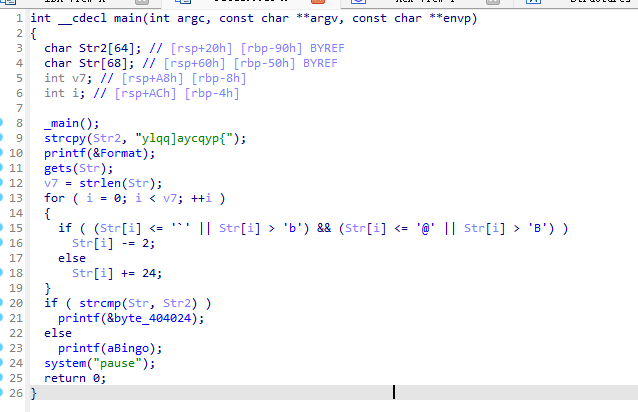 1 int __cdecl main(int argc, const char **argv, const char **envp)
2 {
3 char Str2[64]; // [rsp+20h] [rbp-90h] BYREF
4 char Str[68]; // [rsp+60h] [rbp-50h] BYREF
5 int v7; // [rsp+A8h] [rbp-8h]
6 int i; // [rsp+ACh] [rbp-4h]
7
8 _main();
9 strcpy(Str2, "ylqq]aycqyp{");
10 printf(&Format);
11 gets(Str);
12 v7 = strlen(Str);
13 for ( i = 0; i < v7; ++i )
14 {
15 if ( (Str[i] <= '`' || Str[i] > 'b') && (Str[i] <= '@' || Str[i] > 'B') )
16 Str[i] -= 2;
17 else
18 Str[i] += 24;
19 }
20 if ( strcmp(Str, Str2) )
21 printf(&byte_404024);
22 else
23 printf(aBingo);
24 system("pause");
25 return 0;
26 }